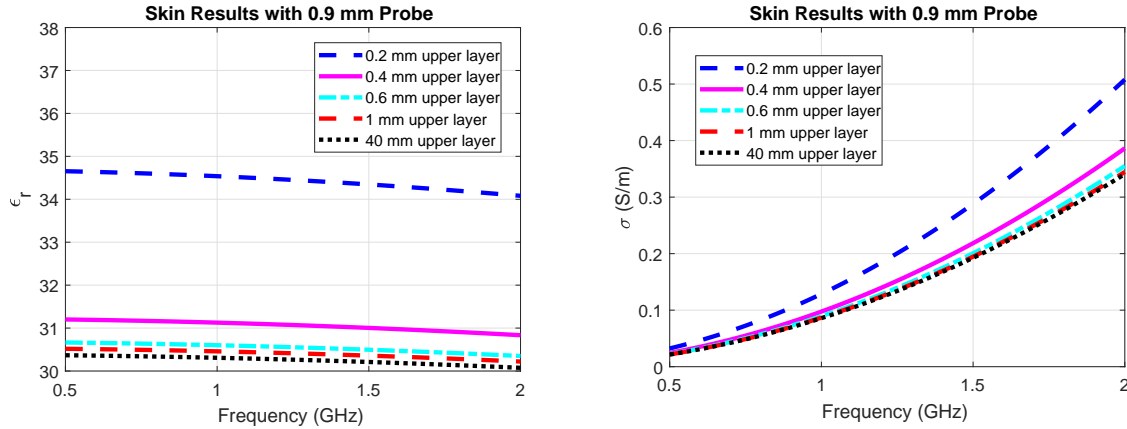 Skin Results with 0.9 mm Probe
38
37
36
35
34
33
32
31
30
ϵr
0.2 mm upper layer
0.4 mm upper layer
0.6 mm upper layer
1 mm upper layer
40 mm upper layer
0.5
1
1.5
2
Frequency (GHz)
Skin Results with 0.9 mm Probe
0.6
0.5
0.4
0.3
0.2
0.1
0
σ (S/m)
0.2 mm upper layer
0.4 mm upper layer
0.6 mm upper layer
1 mm upper layer
40 mm upper layer
0.5
1
1.5
2
Frequency (GHz)